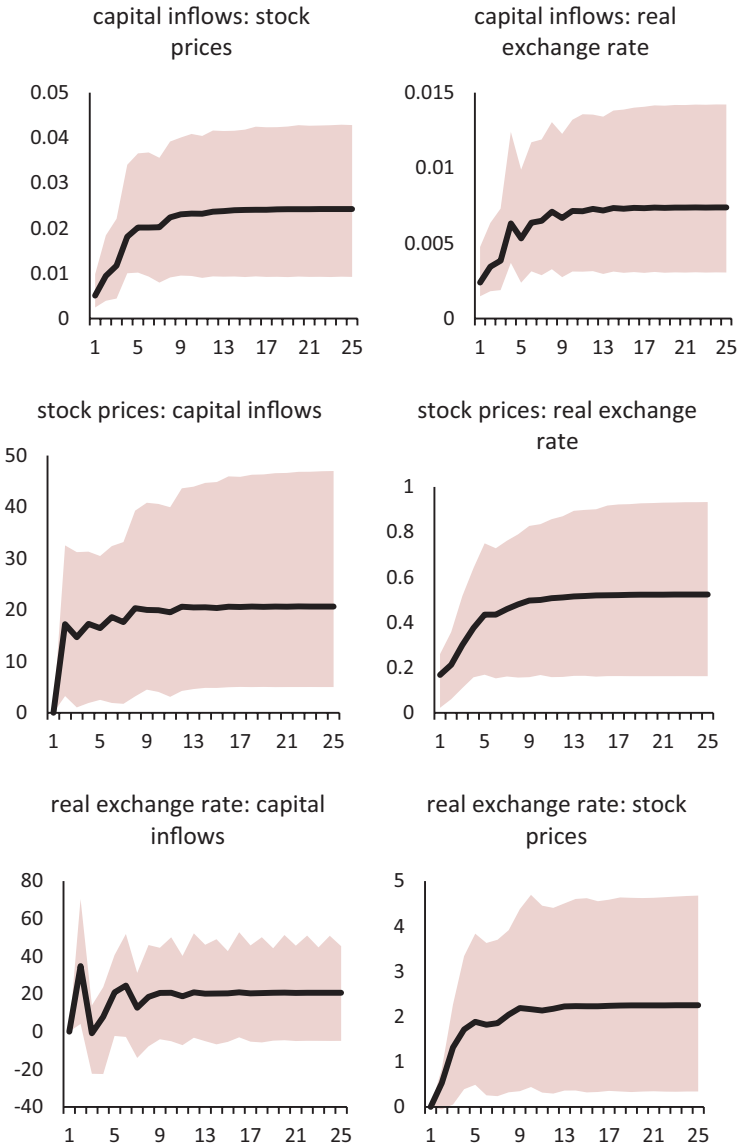 capital inflows: stock
prices
0.05
0.04
0.03
0.02
0.01
0
1 5 9 13 17 21 25
capital inflows: real
exchange rate
0.015
0.01
0.005
0
1 5 9 13 17 21 25
stock prices: capital inflows
50
40
30
20
10
0
1 5 9 13 17 21 25
stock prices: real exchange
rate
1
0.8
0.6
0.4
0.2
0
1 5 9 13 17 21 25
real exchange rate: capital
inflows
80
60
40
20
0
-20
-40
1 5 9 13 17 21 25
real exchange rate: stock
prices
5
4
3
2
1
0
1 5 9 13 17 21 25